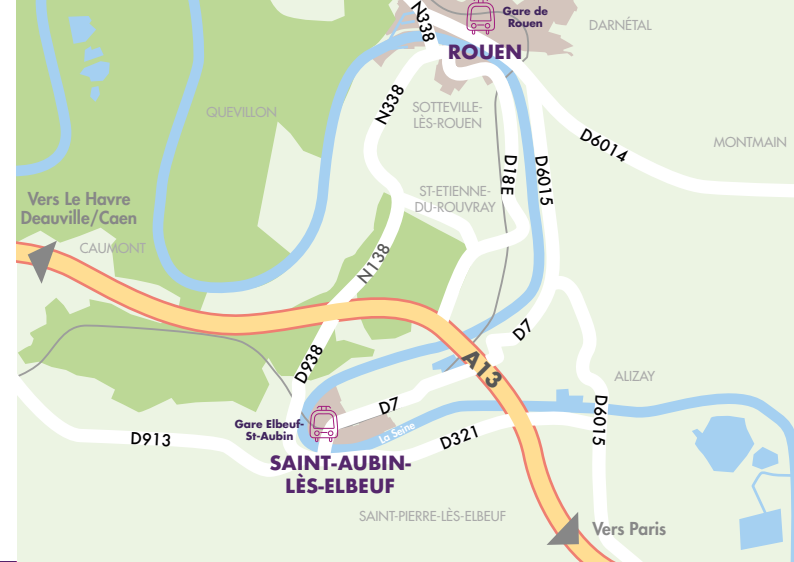 N338
Gare de
Rouen
DARNÉTAL
ROUEN
QUEVILLON
N338
SOTTEVILLE-
LÈS-ROUEN
D6014
MONTMAIN
D18E
D6015
ST-ETIENNE-
DU-ROUVRAY
Vers Le Havre
Deauville/Caen
CAUMONT
N138
D7
A13
D938
ALIZAY
D7
D6015
Gare Elbeuf-
St-Aubin
La Seine
D913
D321
SAINT-AUBIN-
LÈS-ELBEUF
SAINT-PIERRE-LÈS-ELBEUF
Vers Paris